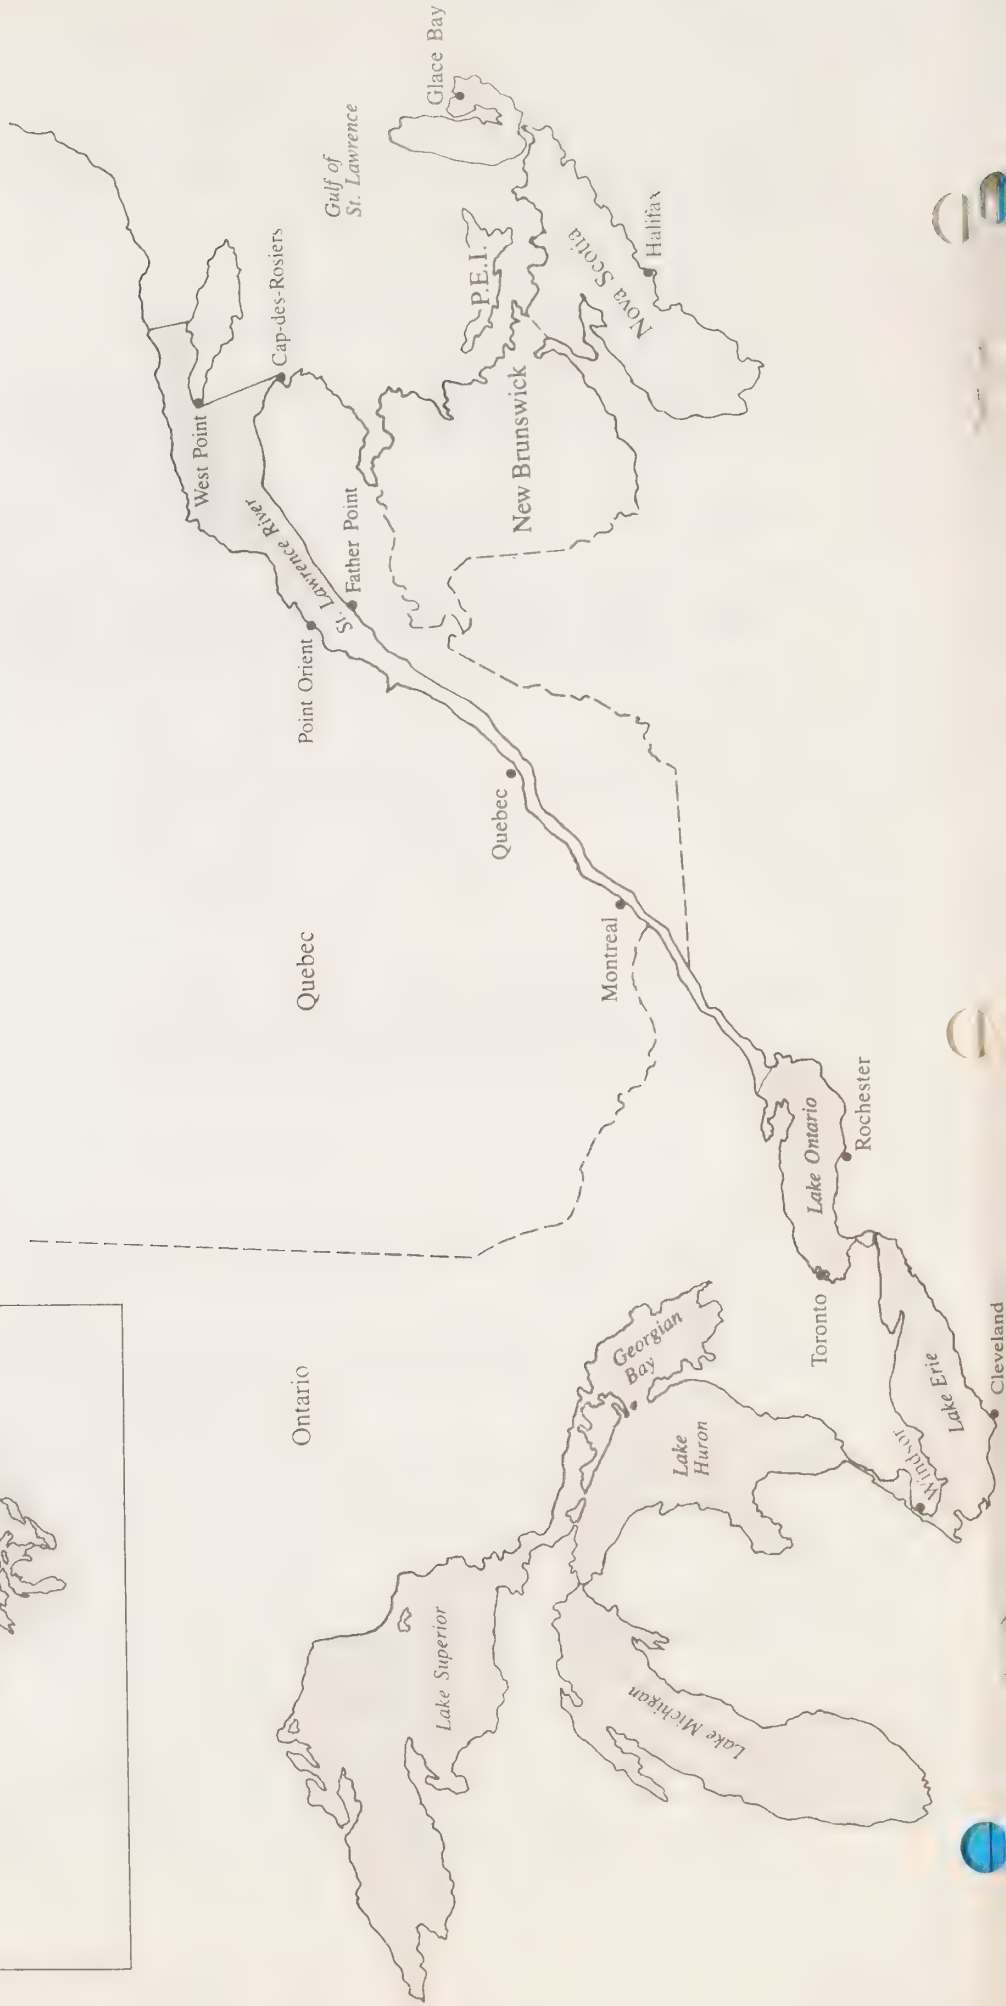 Glace Bay
Gulf of
St. Lawrence
P.E.I.
Nova Scotia
Halifax
Cap-des-Rosiers
West Point
New Brunswick
St. Lawrence River
Father Point
Point Orient
Quebec
Quebec
Montreal
Ontario
Georgian
Bay
Lake Ontario
Rochester
Toronto
Lake
Huron
Lake Erie
Cleveland
Windsor
Lake Superior
Lake Michigan